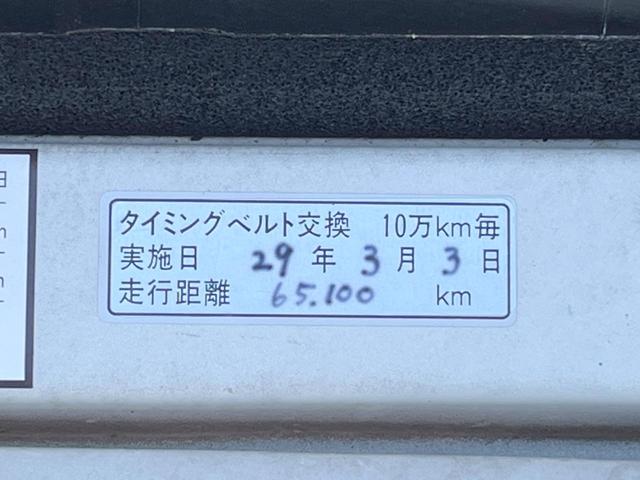 タイミングベルト交換 10万km毎
実施日 29 年 3 月 3 日
走行距離 65.100 km